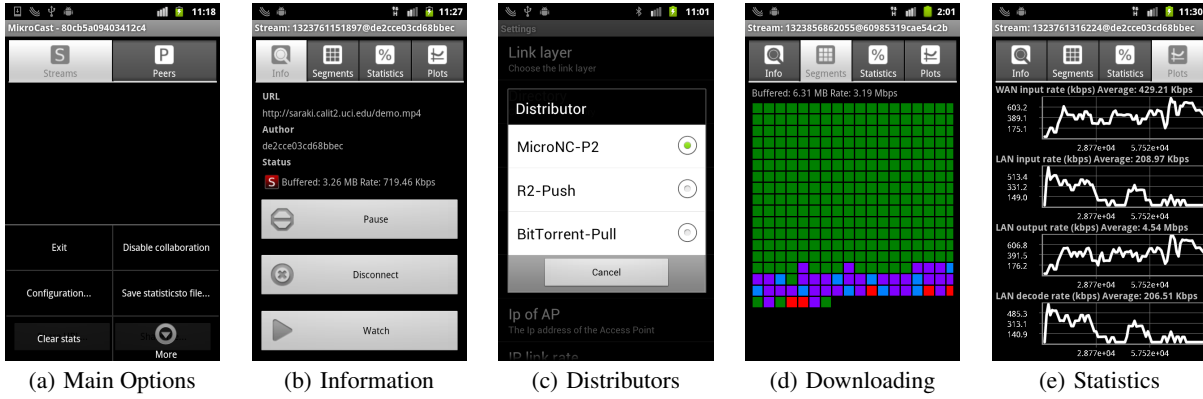 11:18
MixroCast - 80cb5a09403412c4
S
Streams
P
Peers
Exit
Disable collaboration
Configuration...
Save statisticsto file...
Clear stats
More
(a) Main Options
11:27
Stream: 1323761151897@de2cce03cd68bbec
Info
Segments
%
Statistics
Plots
URL
http://saraki.calit2.uci.edu/demo.mp4
Author
de2cce03cd68bbec
Status
S Buffered: 3.26 MB Rate: 719.46 Kbps
Pause
Disconnect
Watch
(b) Information
11:01
Settings
Link layer
Choose the link layer
Distributor
MicroNC-P2
R2-Push
BitTorrent-Pull
Cancel
Ip of AP
The Ip address of the Access Point
IP link rate
(c) Distributors
2:01
Stream: 1323856862055@60985319cae54c2b
Info
Segments
%
Statistics
Plots
Buffered: 6.31 MB Rate: 3.19 Mbps
(d) Downloading
11:30
Stream: 1323761316224@de2cce03cd68bbec
Info
Segments
%
Statistics
Plots
WAN input rate (kbps) Average: 429.21 Kbps
603.2
389.1
175.1
2.877e+04 5.752e+04
LAN input rate (kbps) Average: 208.97 Kbps
513.4
331.2
149.0
2.877e+04 5.752e+04
LAN output rate (kbps) Average: 4.54 Mbps
606.8
391.5
176.2
2.877e+04 5.752e+04
LAN decode rate (kbps) Average: 206.51 Kbps
485.3
313.1
140.9
2.877e+04 5.752e+04
(e) Statistics